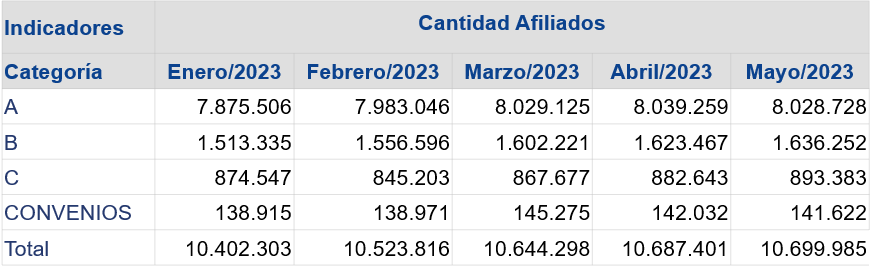 Indicadores Cantidad Afiliados
Categoría Enero/2023 Febrero/2023 Marzo/2023 Abril/2023 Mayo/2023
A 7.875.506 7.983.046 8.029.125 8.039.259 8.028.728
B 1.513.335 1.556.596 1.602.221 1.623.467 1.636.252
C 874.547 845.203 867.677 882.643 893.383
CONVENIOS 138.915 138.971 145.275 142.032 141.622
Total 10.402.303 10.523.816 10.644.298 10.687.401 10.699.985